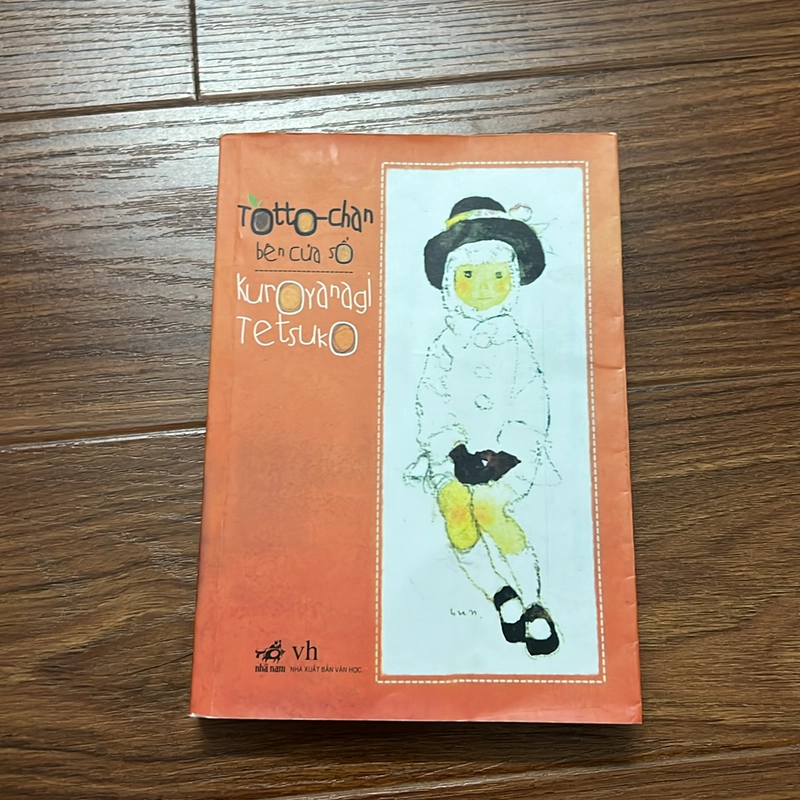 Totto-chan
bên cửa sổ
Kuroyanagi
Tetsuko
nhã nam
vh
NHÀ XUẤT BẢN VĂN HỌC